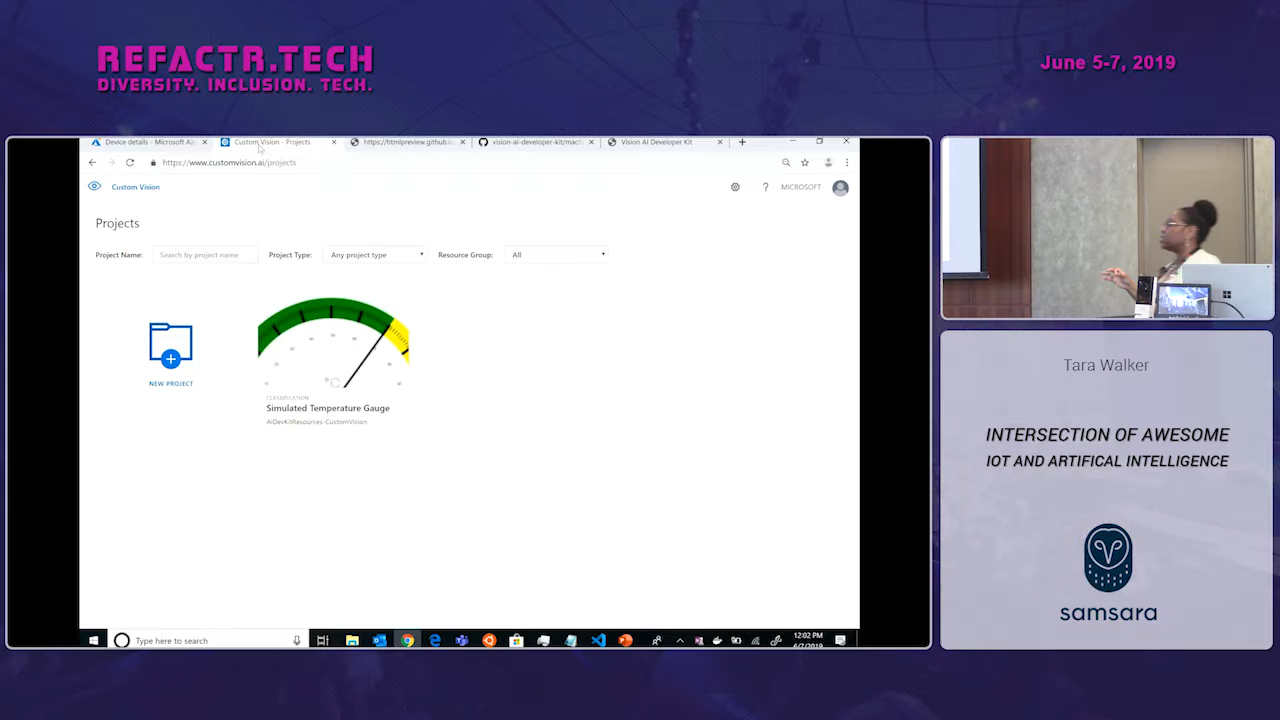 REFACTR.TECH
DIVERSITY. INCLUSION. TECH.
June 5-7, 2019
Device details - Microsoft Az
Custom Vision - Projects
https://htmlpreview.github.i
vision-ai-developer-kit/mach
Vision AI Developer Kit
https://www.customvision.ai/projects
Custom Vision
? MICROSOFT
Projects
Project Name: Search by project name Project Type: Any project type Resource Group: All
°C
NEW PROJECT
CLASSIFICATION
Simulated Temperature Gauge
AiDevKitResources-CustomVision
Type here to search
12:02 PM
6/7/2019
Tara Walker
INTERSECTION OF AWESOME
IOT AND ARTIFICAL INTELLIGENCE
samsara